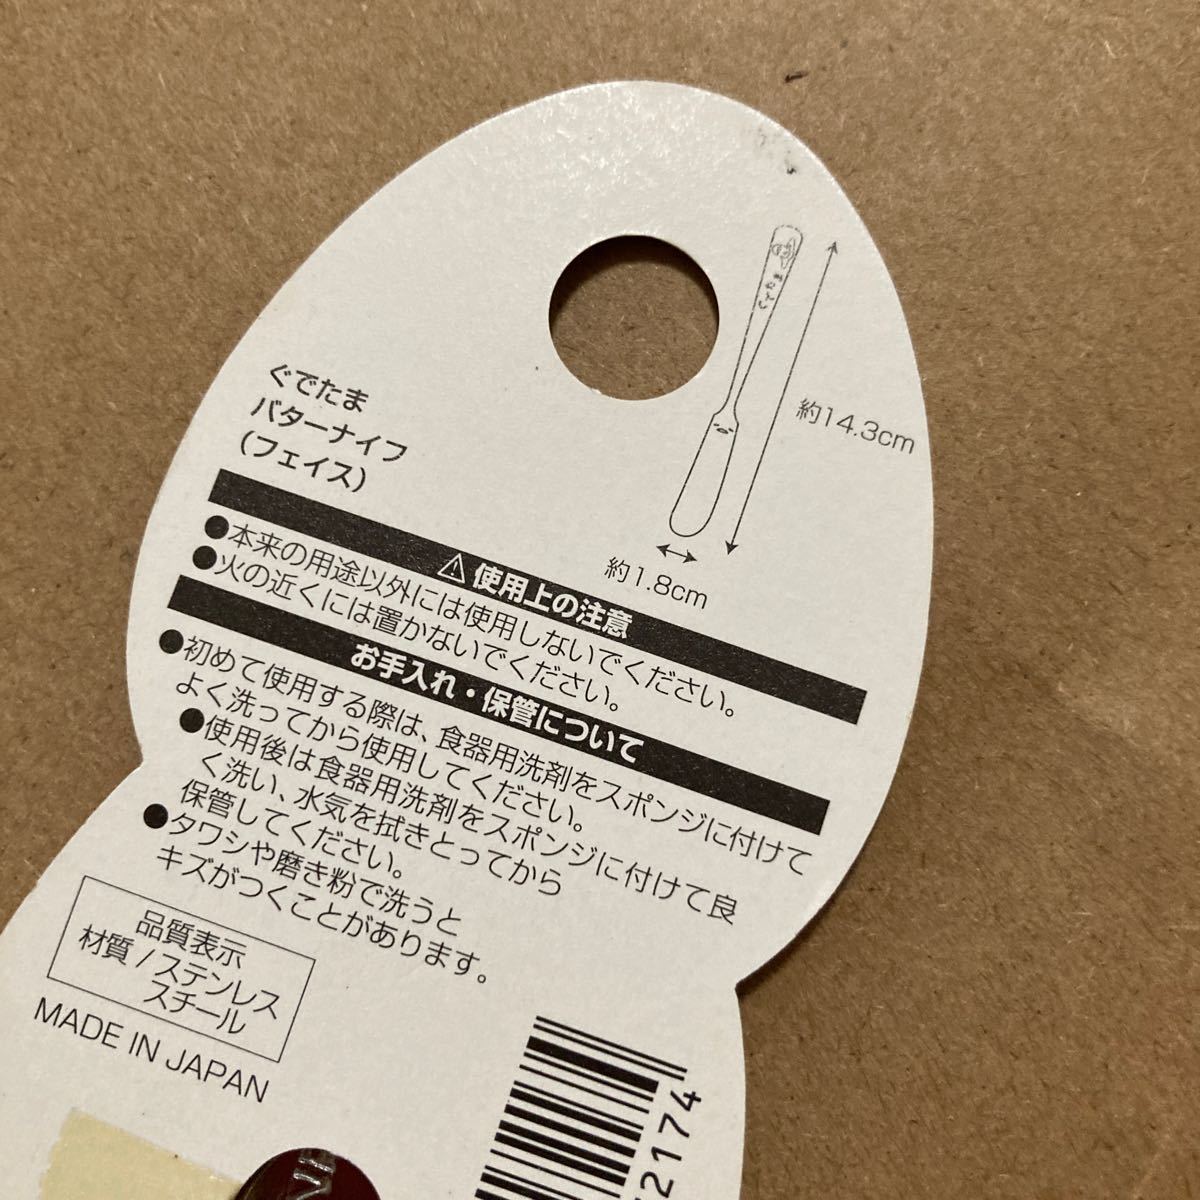 ぐでたま
約14.3cm
約1.8cm
ぐでたま
バターナイフ
（フェイス）
使用上の注意
●本来の用途以外には使用しないでください。
●火の近くには置かないでください。
お手入れ・保管について
●初めて使用する際は、食器用洗剤をスポンジに付けて
よく洗ってから使用してください。
●使用後は食器用洗剤をスポンジに付けて良
く洗い、水気を拭きとってから
保管してください。
●タワシや磨き粉で洗うと
キズがつくことがあります。
品質表示
材質/ステンレス
スチール
MADE IN JAPAN
2174